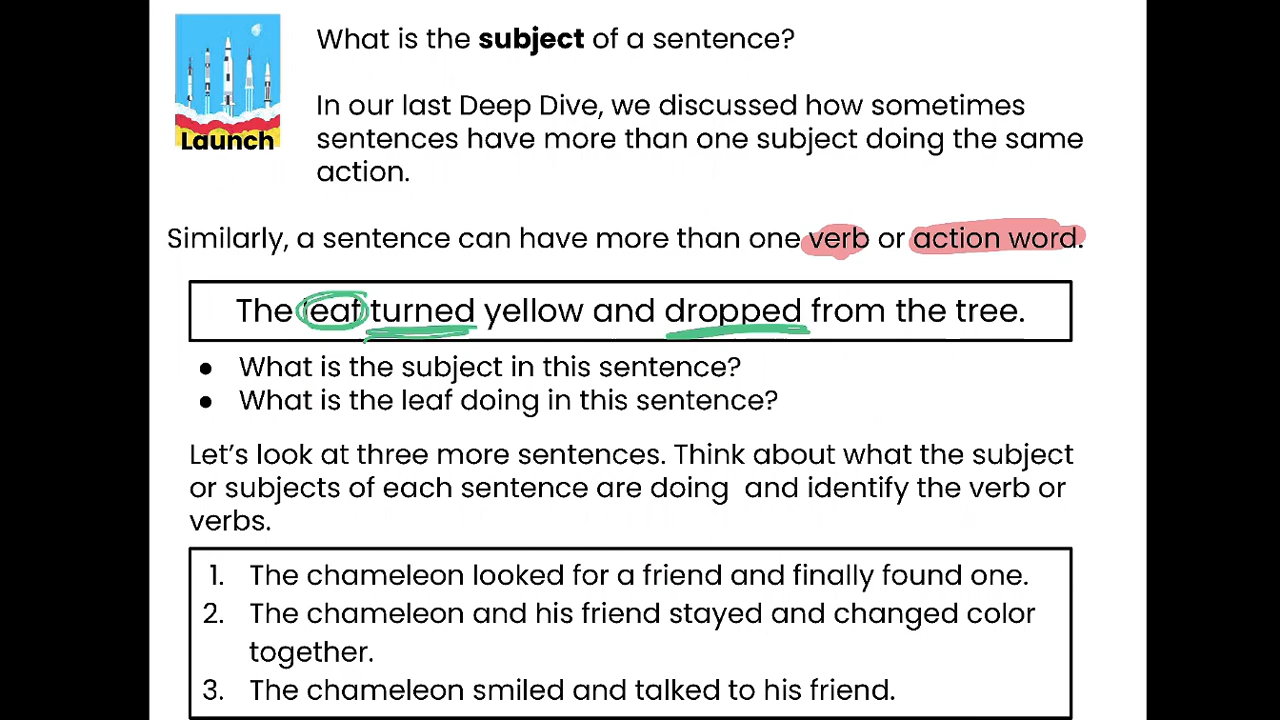 What is the subject of a sentence?
In our last Deep Dive, we discussed how sometimes
sentences have more than one subject doing the same
action.
Launch
Similarly, a sentence can have more than one verb or action word.
The leaf turned yellow and dropped from the tree.
● What is the subject in this sentence?
● What is the leaf doing in this sentence?
Let's look at three more sentences. Think about what the subject
or subjects of each sentence are doing and identify the verb or
verbs.
1. The chameleon looked for a friend and finally found one.
2. The chameleon and his friend stayed and changed color
together.
3. The chameleon smiled and talked to his friend.